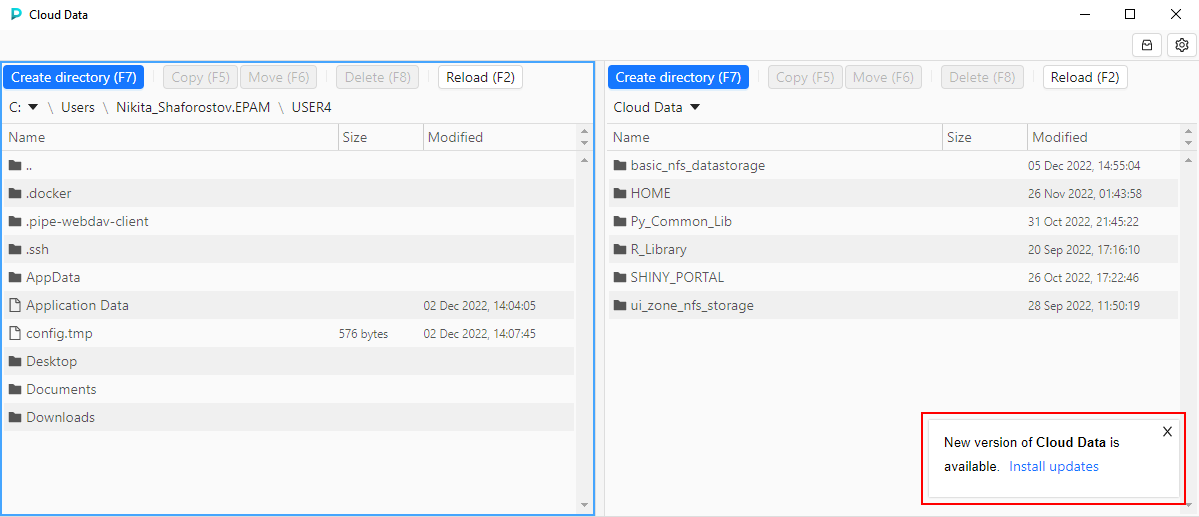 Cloud Data
Create directory (F7) Copy (F5) Move (F6) Delete (F8) Reload (F2)
C: \ Users \ Nikita_Shaforostov.EPAM \ USER4
Name Size Modified
..
.docker
.pipe-webdav-client
.ssh
AppData
Application Data 02 Dec 2022, 14:04:05
config.tmp 576 bytes 02 Dec 2022, 14:07:45
Desktop
Documents
Downloads
Create directory (F7) Copy (F5) Move (F6) Delete (F8) Reload (F2)
Cloud Data
Name Size Modified
basic_nfs_datastorage 05 Dec 2022, 14:55:04
HOME 26 Nov 2022, 01:43:58
Py_Common_Lib 31 Oct 2022, 21:45:22
R_Library 20 Sep 2022, 17:16:10
SHINY_PORTAL 26 Oct 2022, 17:22:46
ui_zone_nfs_storage 28 Sep 2022, 11:50:19
New version of Cloud Data is
available. Install updates